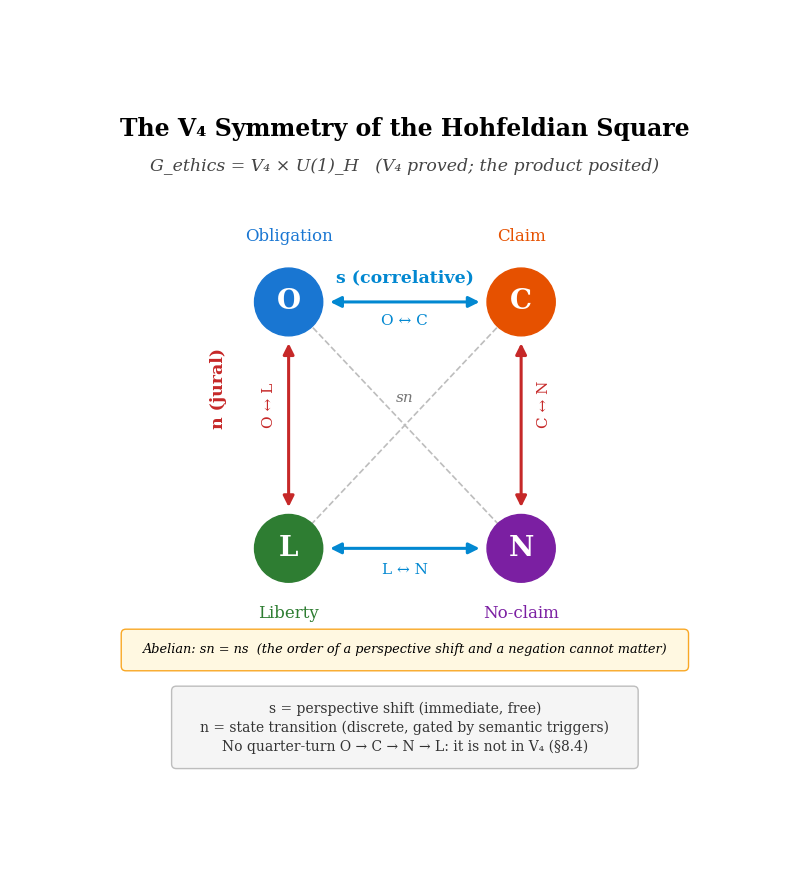 The V₄ Symmetry of the Hohfeldian Square
G_ethics = V₄ × U(1)_H (V₄ proved; the product posited)
Obligation
Claim
s (correlative)
O
C
O ↔ C
n (jural)
O ↔ L
sn
C ↔ N
L
N
L ↔ N
Liberty
No-claim
Abelian: sn = ns (the order of a perspective shift and a negation cannot matter)
s = perspective shift (immediate, free)
n = state transition (discrete, gated by semantic triggers)
No quarter-turn O → C → N → L: it is not in V₄ (§8.4)